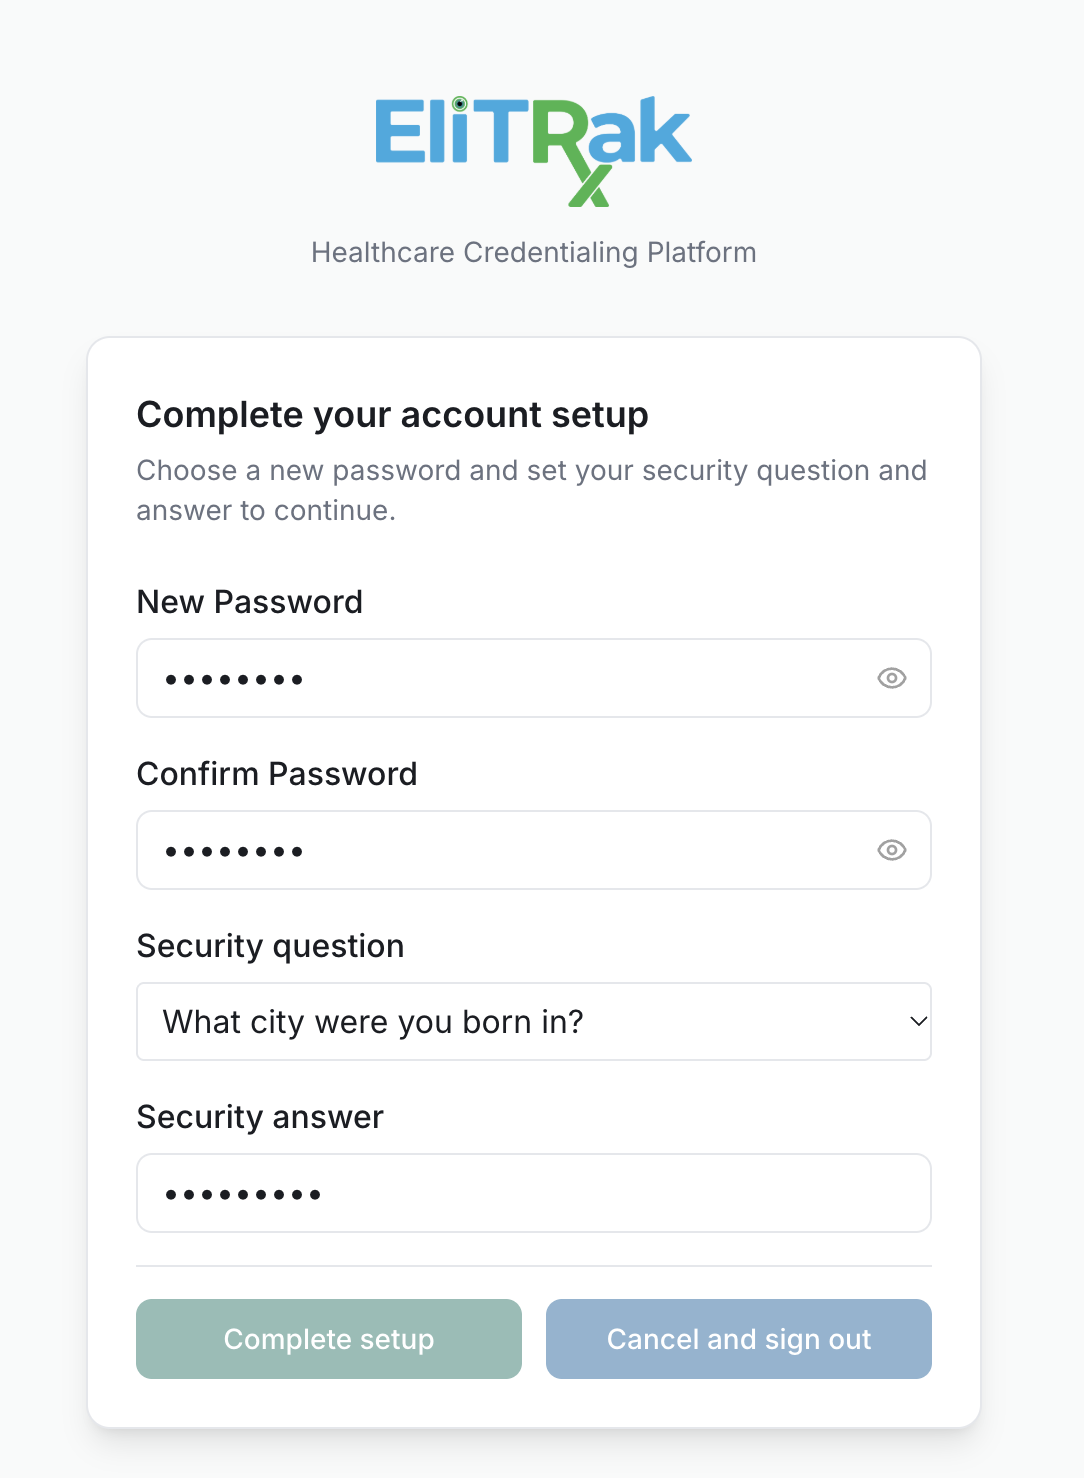 EliTRxak
Healthcare Credentialing Platform
Complete your account setup
Choose a new password and set your security question and
answer to continue.
New Password
••••••••
Confirm Password
••••••••
Security question
What city were you born in?
Security answer
•••••••••
Complete setup
Cancel and sign out